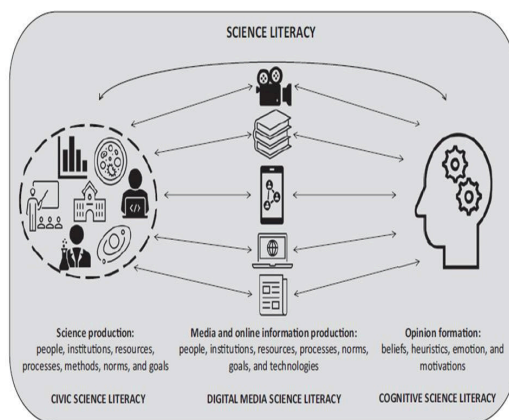 SCIENCE LITERACY
</>
Science production:
people, institutions, resources,
processes, methods, norms, and goals
CIVIC SCIENCE LITERACY
Media and online information production:
people, institutions, resources, processes, norms,
goals, and technologies
DIGITAL MEDIA SCIENCE LITERACY
Opinion formation:
beliefs, heuristics, emotion, and
motivations
COGNITIVE SCIENCE LITERACY